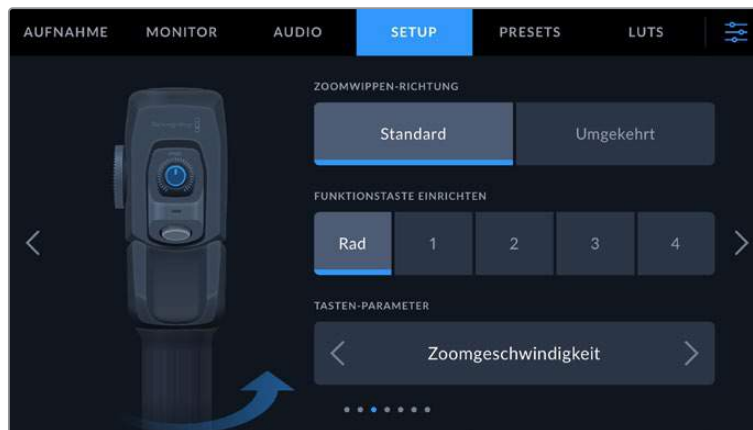 AUFNAHME MONITOR AUDIO SETUP PRESETS LUTS
ZOOMWIPPEN-RICHTUNG
Standard Umgekehrt
FUNKTIONSTASTE EINRICHTEN
Rad 1 2 3 4
TASTEN-PARAMETER
Zoomgeschwindigkeit